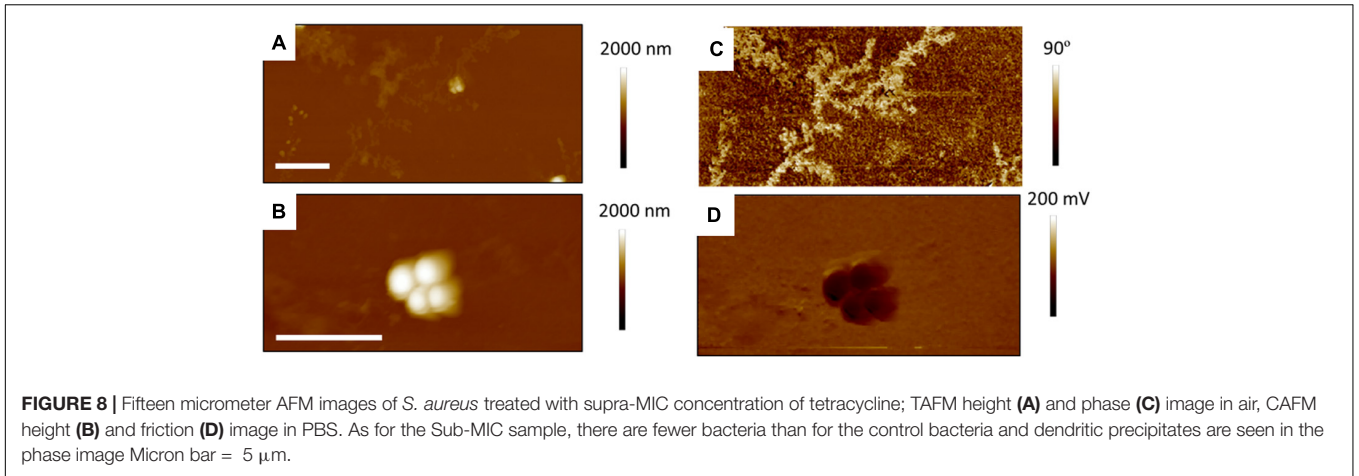 A
2000 nm
C
90º
B
2000 nm
D
200 mV
FIGURE 8 | Fifteen micrometer AFM images of S. aureus treated with supra-MIC concentration of tetracycline; TAFM height (A) and phase (C) image in air, CAFM
height (B) and friction (D) image in PBS. As for the Sub-MIC sample, there are fewer bacteria than for the control bacteria and dendritic precipitates are seen in the
phase image Micron bar = 5 μm.